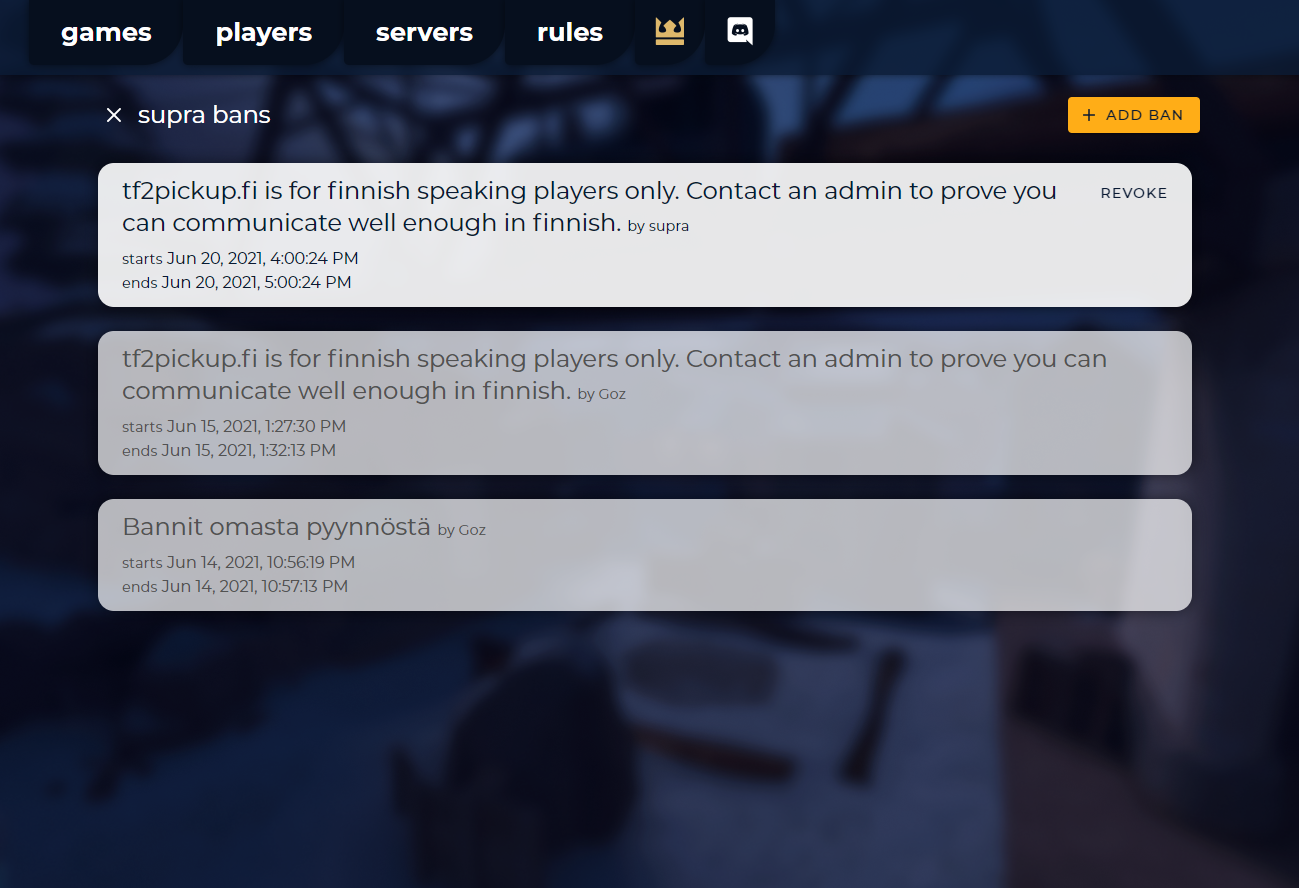 games players servers rules
supra bans
+ ADD BAN
tf2pickup.fi is for finnish speaking players only. Contact an admin to prove you
REVOKE
can communicate well enough in finnish. by supra
starts Jun 20, 2021, 4:00:24 PM
ends Jun 20, 2021, 5:00:24 PM
tf2pickup.fi is for finnish speaking players only. Contact an admin to prove you can
communicate well enough in finnish. by Goz
starts Jun 15, 2021, 1:27:30 PM
ends Jun 15, 2021, 1:32:13 PM
Bannit omasta pyynnöstä by Goz
starts Jun 14, 2021, 10:56:19 PM
ends Jun 14, 2021, 10:57:13 PM